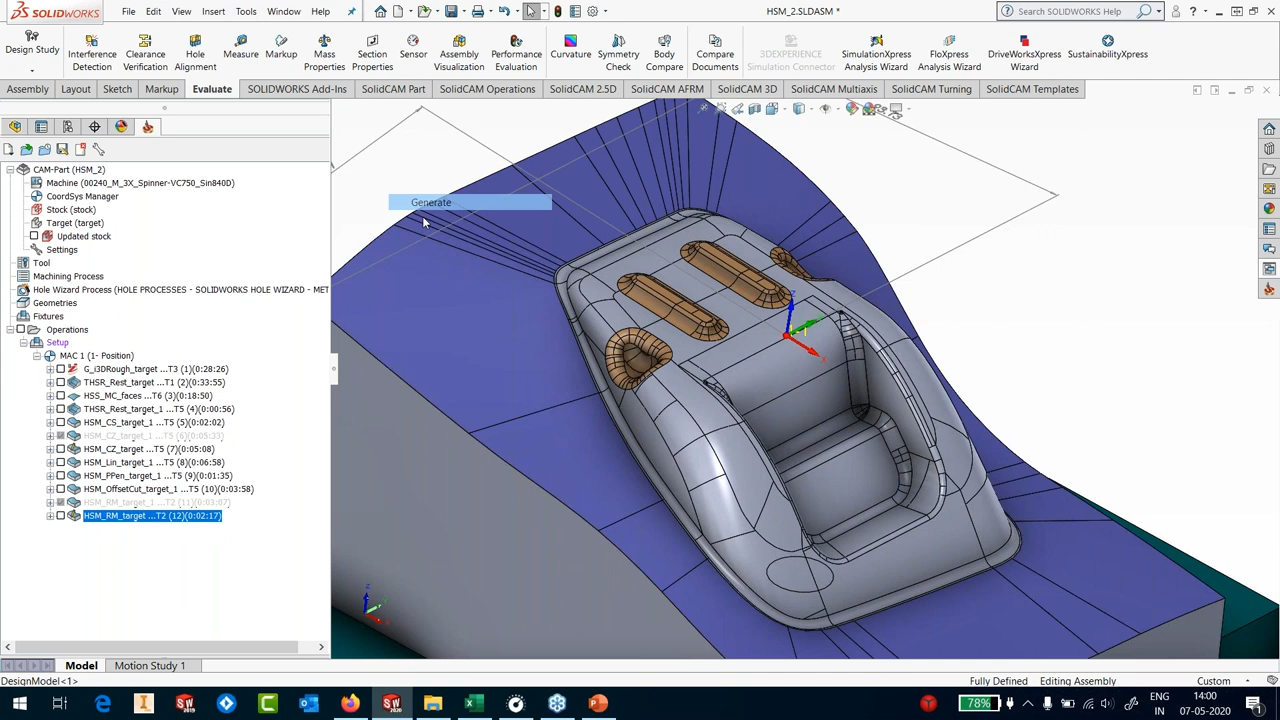 SOLIDWORKS
File Edit View Insert Tools Window Help
HSM_2.SLDASM *
Search SOLIDWORKS Help
Design Study
Interference Detection
Clearance Verification
Hole Alignment
Measure
Markup
Mass Properties
Section Properties
Sensor
Assembly Visualization
Performance Evaluation
Curvature
Symmetry Check
Body Compare
Compare Documents
3DEXPERIENCE Simulation Connector
SimulationXpress Analysis Wizard
FloXpress Analysis Wizard
DriveWorksXpress Wizard
SustainabilityXpress
Assembly Layout Sketch Markup Evaluate SOLIDWORKS Add-Ins SolidCAM Part SolidCAM Operations SolidCAM 2.5D SolidCAM AFRM SolidCAM 3D SolidCAM Multiaxis SolidCAM Turning SolidCAM Templates
CAM-Part (HSM_2)
Machine (00240_M_3X_Spinner-VC750_Sin840D)
CoordSys Manager
Stock (stock)
Target (target)
Updated stock
Settings
Tool
Machining Process
Hole Wizard Process (HOLE PROCESSES - SOLIDWORKS HOLE WIZARD - MET
Geometries
Fixtures
Operations
Setup
MAC 1 (1- Position)
G_i3DRough_target ...T3 (1)(0:28:26)
THSR_Rest_target ...T1 (2)(0:33:55)
HSS_MC_faces ...T6 (3)(0:18:50)
THSR_Rest_target_1 ...T5 (4)(0:00:56)
HSM_CS_target_1 ...T5 (5)(0:02:02)
HSM_CZ_target_1 ...T5 (6)(0:05:33)
HSM_CZ_target ...T5 (7)(0:05:08)
HSM_Lin_target_1 ...T5 (8)(0:06:58)
HSM_PPen_target_1 ...T5 (9)(0:01:35)
HSM_OffsetCut_target_1 ...T5 (10)(0:03:58)
HSM_RM_target_1 ...T2 (11)(0:03:07)
HSM_RM_target ...T2 (12)(0:02:17)
Generate
Model Motion Study 1
DesignModel<1>
Fully Defined Editing Assembly Custom
78%
ENG
IN
14:00
07-05-2020